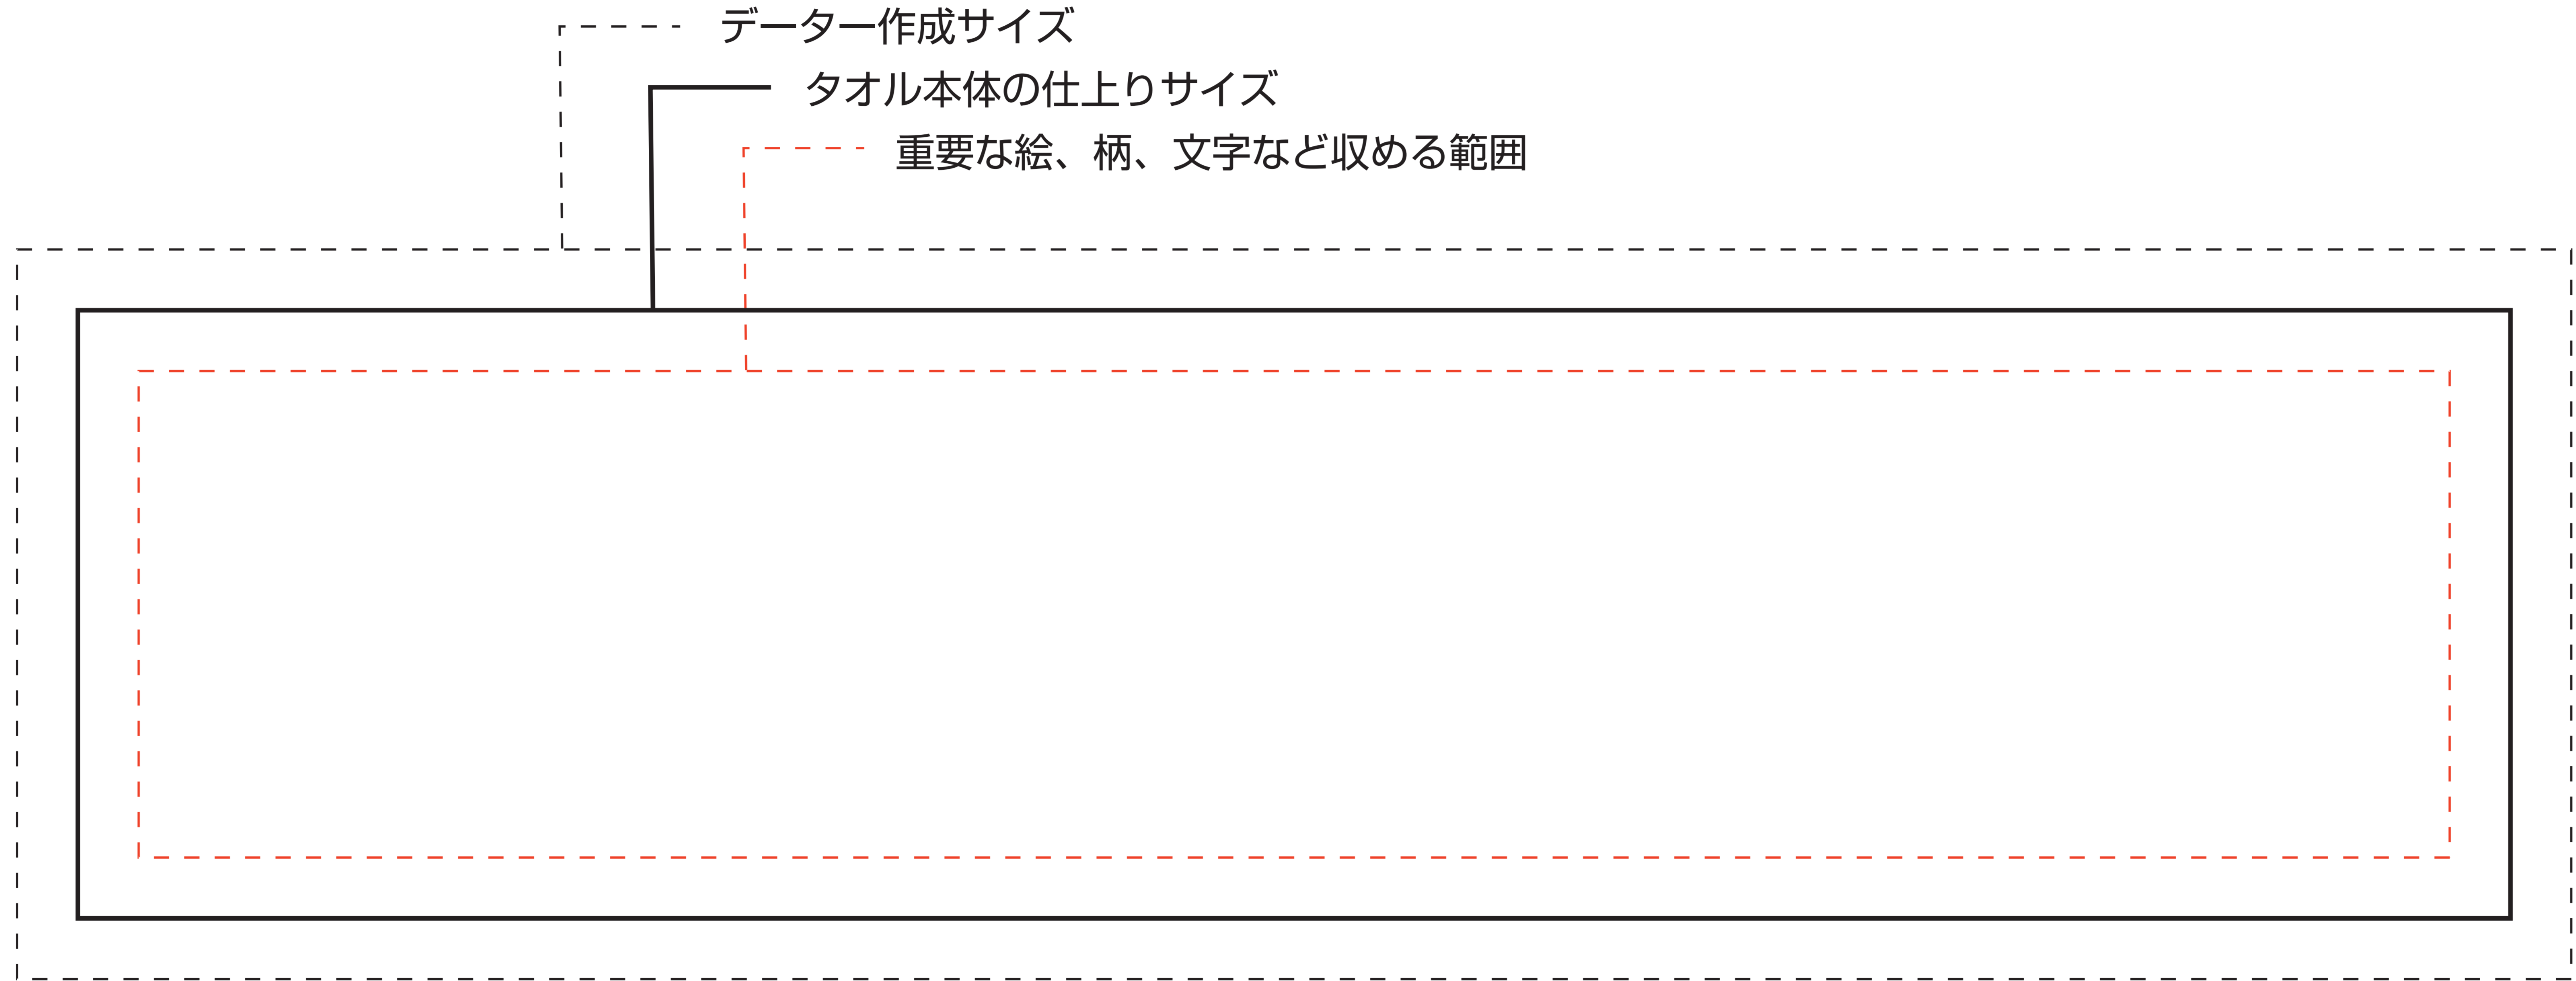 データー作成サイズ
タオル本体の仕上りサイズ
重要な絵、柄、文字など収める範囲